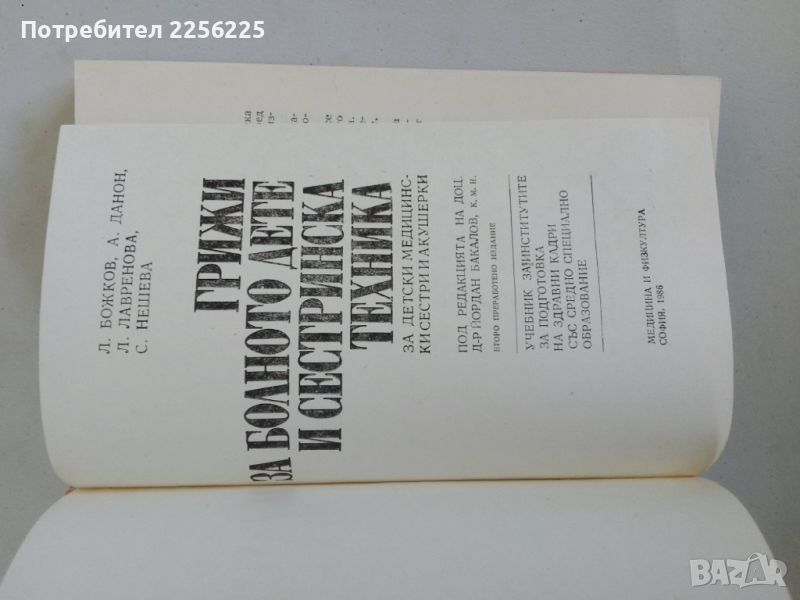 Потребител 2256225
Л. БОЖКОВ, А. ДАНОН,
Л. ЛАВРЕНОВА,
С. НЕШЕВА
ГРИЖИ
ЗА БОЛНОТО ДЕТЕ
И СЕСТРИНСКА
ТЕХНИКА
ЗА ДЕТСКИ МЕДИЦИНС-
КИ СЕСТРИ И АКУШЕРКИ
ПОД РЕДАКЦИЯТА НА ДОЦ.
Д-Р ЙОРДАН БАКАЛОВ, К. М. Н.
ВТОРО ПРЕРАБОТЕНО ИЗДАНИЕ
УЧЕБНИК ЗА ИНСТИТУТИТЕ
ЗА ПОДГОТОВКА
НА ЗДРАВНИ КАДРИ
СЪС СРЕДНО СПЕЦИАЛНО
ОБРАЗОВАНИЕ
МЕДИЦИНА И ФИЗКУЛТУРА
СОФИЯ, 1986
BAZAR